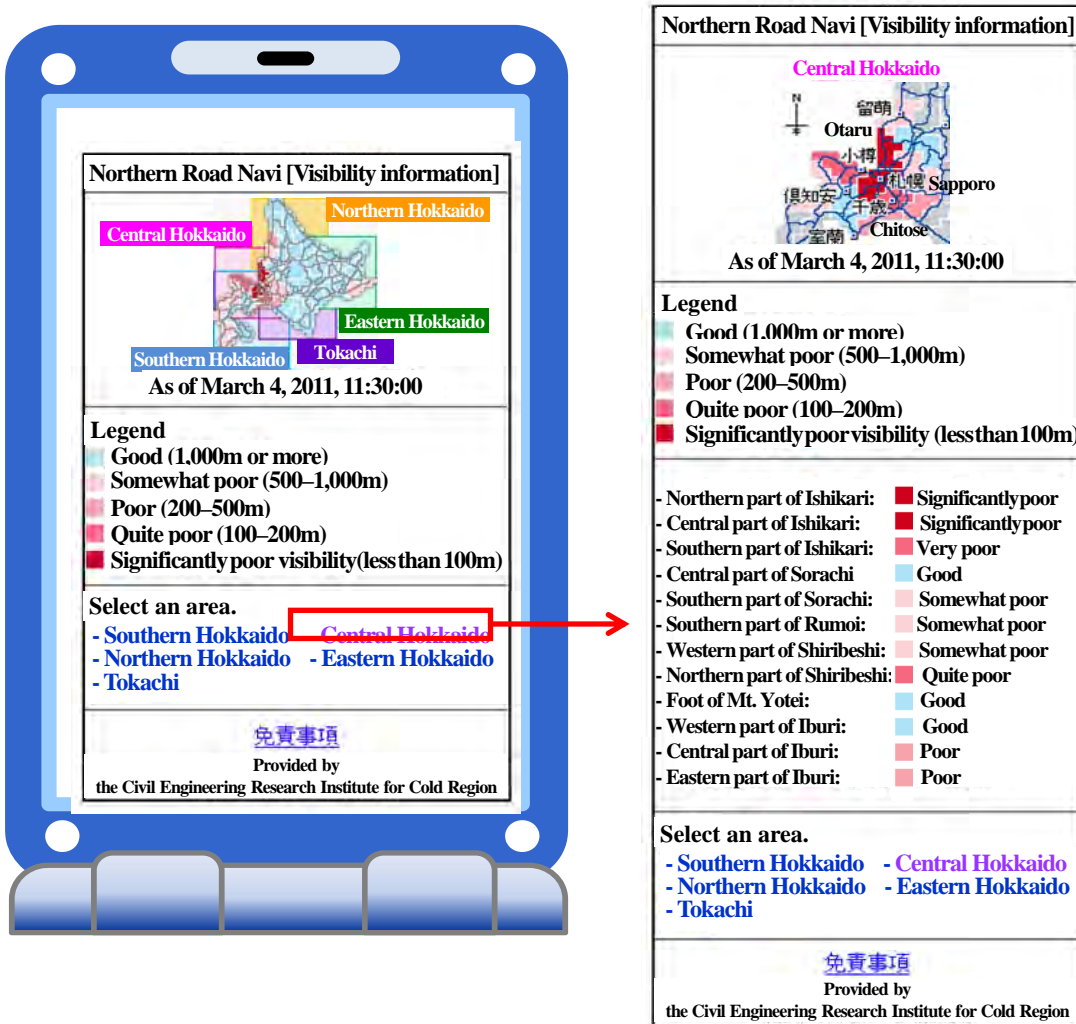 Northern Road Navi [Visibility information]
Northern Hokkaido
Central Hokkaido
Eastern Hokkaido
Tokachi
Southern Hokkaido
As of March 4, 2011, 11:30:00
Legend
Good (1,000m or more)
Somewhat poor (500–1,000m)
Poor (200–500m)
Quite poor (100–200m)
Significantly poor visibility (less than 100m)
Select an area.
- Southern Hokkaido - Central Hokkaido
- Northern Hokkaido - Eastern Hokkaido
- Tokachi
免責事項
Provided by
the Civil Engineering Research Institute for Cold Region
Northern Road Navi [Visibility information]
Central Hokkaido
N
留萌
Otaru
小樽
札幌 Sapporo
倶知安
千歳
Chitose
室蘭
As of March 4, 2011, 11:30:00
Legend
Good (1,000m or more)
Somewhat poor (500–1,000m)
Poor (200–500m)
Quite poor (100–200m)
Significantly poor visibility (less than 100m)
- Northern part of Ishikari: Significantly poor
- Central part of Ishikari: Significantly poor
- Southern part of Ishikari: Very poor
- Central part of Sorachi Good
- Southern part of Sorachi: Somewhat poor
- Southern part of Rumoi: Somewhat poor
- Western part of Shiribeshi: Somewhat poor
- Northern part of Shiribeshi: Quite poor
- Foot of Mt. Yotei: Good
- Western part of Iburi: Good
- Central part of Iburi: Poor
- Eastern part of Iburi: Poor
Select an area.
- Southern Hokkaido - Central Hokkaido
- Northern Hokkaido - Eastern Hokkaido
- Tokachi
免責事項
Provided by
the Civil Engineering Research Institute for Cold Region